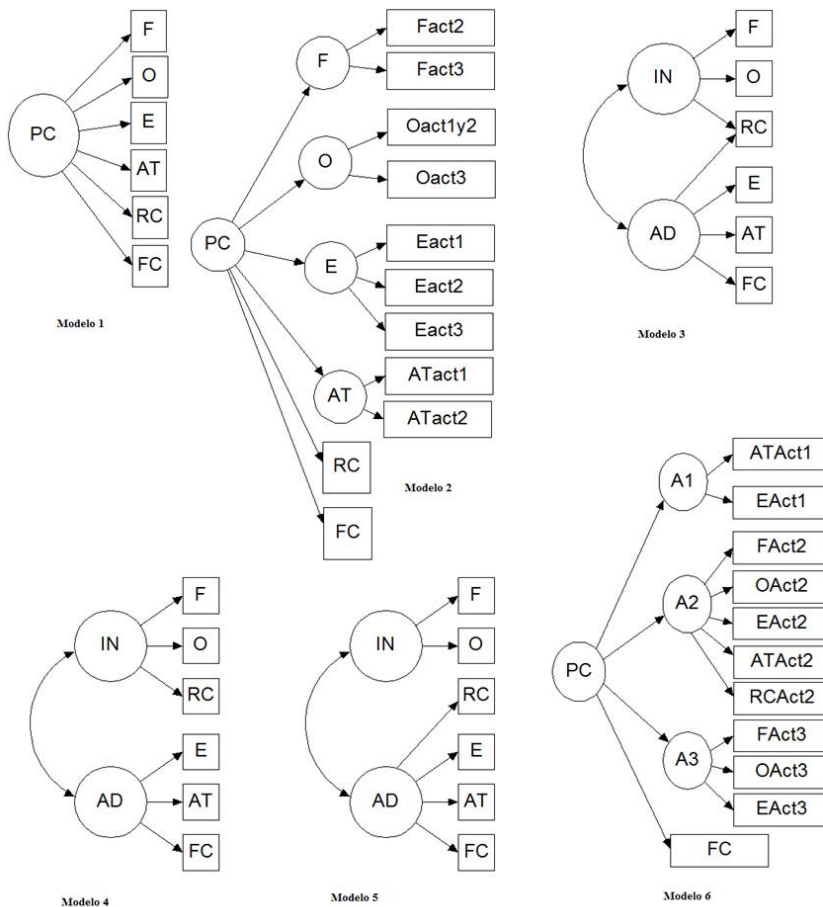 PC
F
O
E
AT
RC
FC
Modelo 1
PC
F
O
E
AT
Fact2
Fact3
Oact1y2
Oact3
Eact1
Eact2
Eact3
ATact1
ATact2
RC
FC
Modelo 2
IN
AD
F
O
RC
E
AT
FC
Modelo 3
IN
AD
F
O
RC
E
AT
FC
Modelo 4
IN
AD
F
O
RC
E
AT
FC
Modelo 5
PC
A1
A2
A3
ATAct1
EAct1
FAct2
OAct2
EAct2
ATAct2
RCAct2
FAct3
OAct3
EAct3
FC
Modelo 6